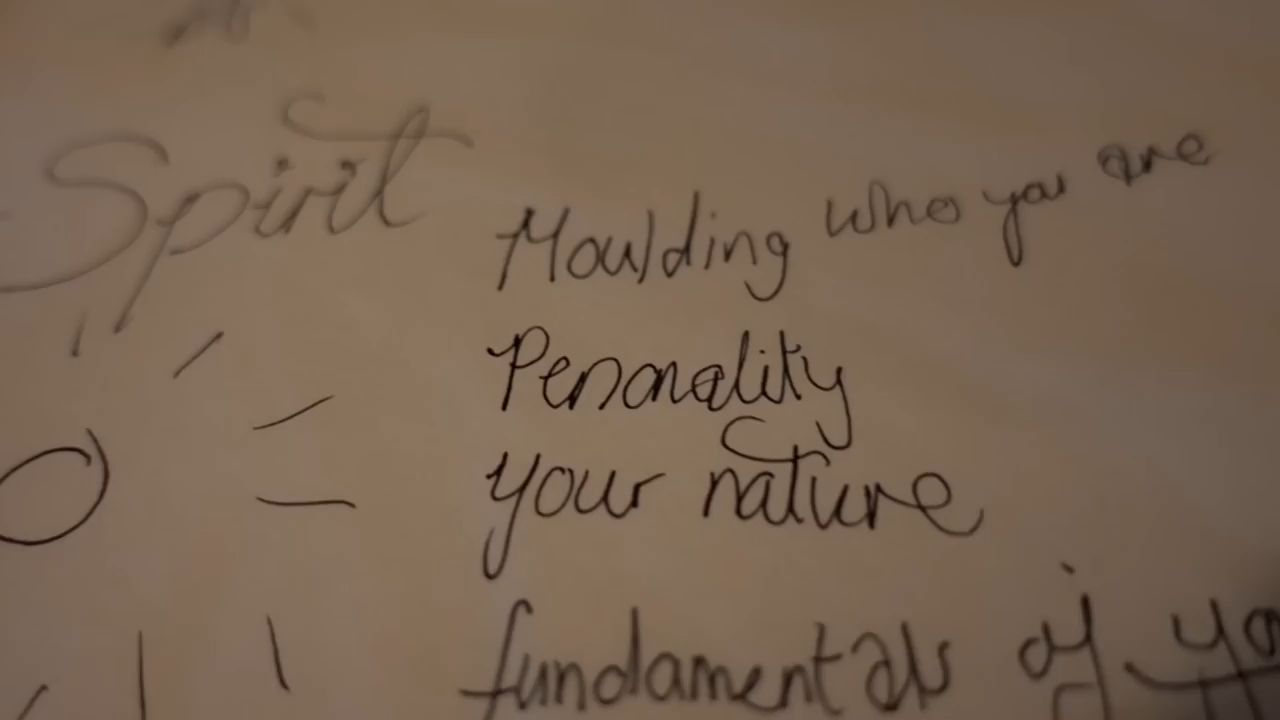 Spirit
Moulding who you are
Personality
your nature
fundamentals of